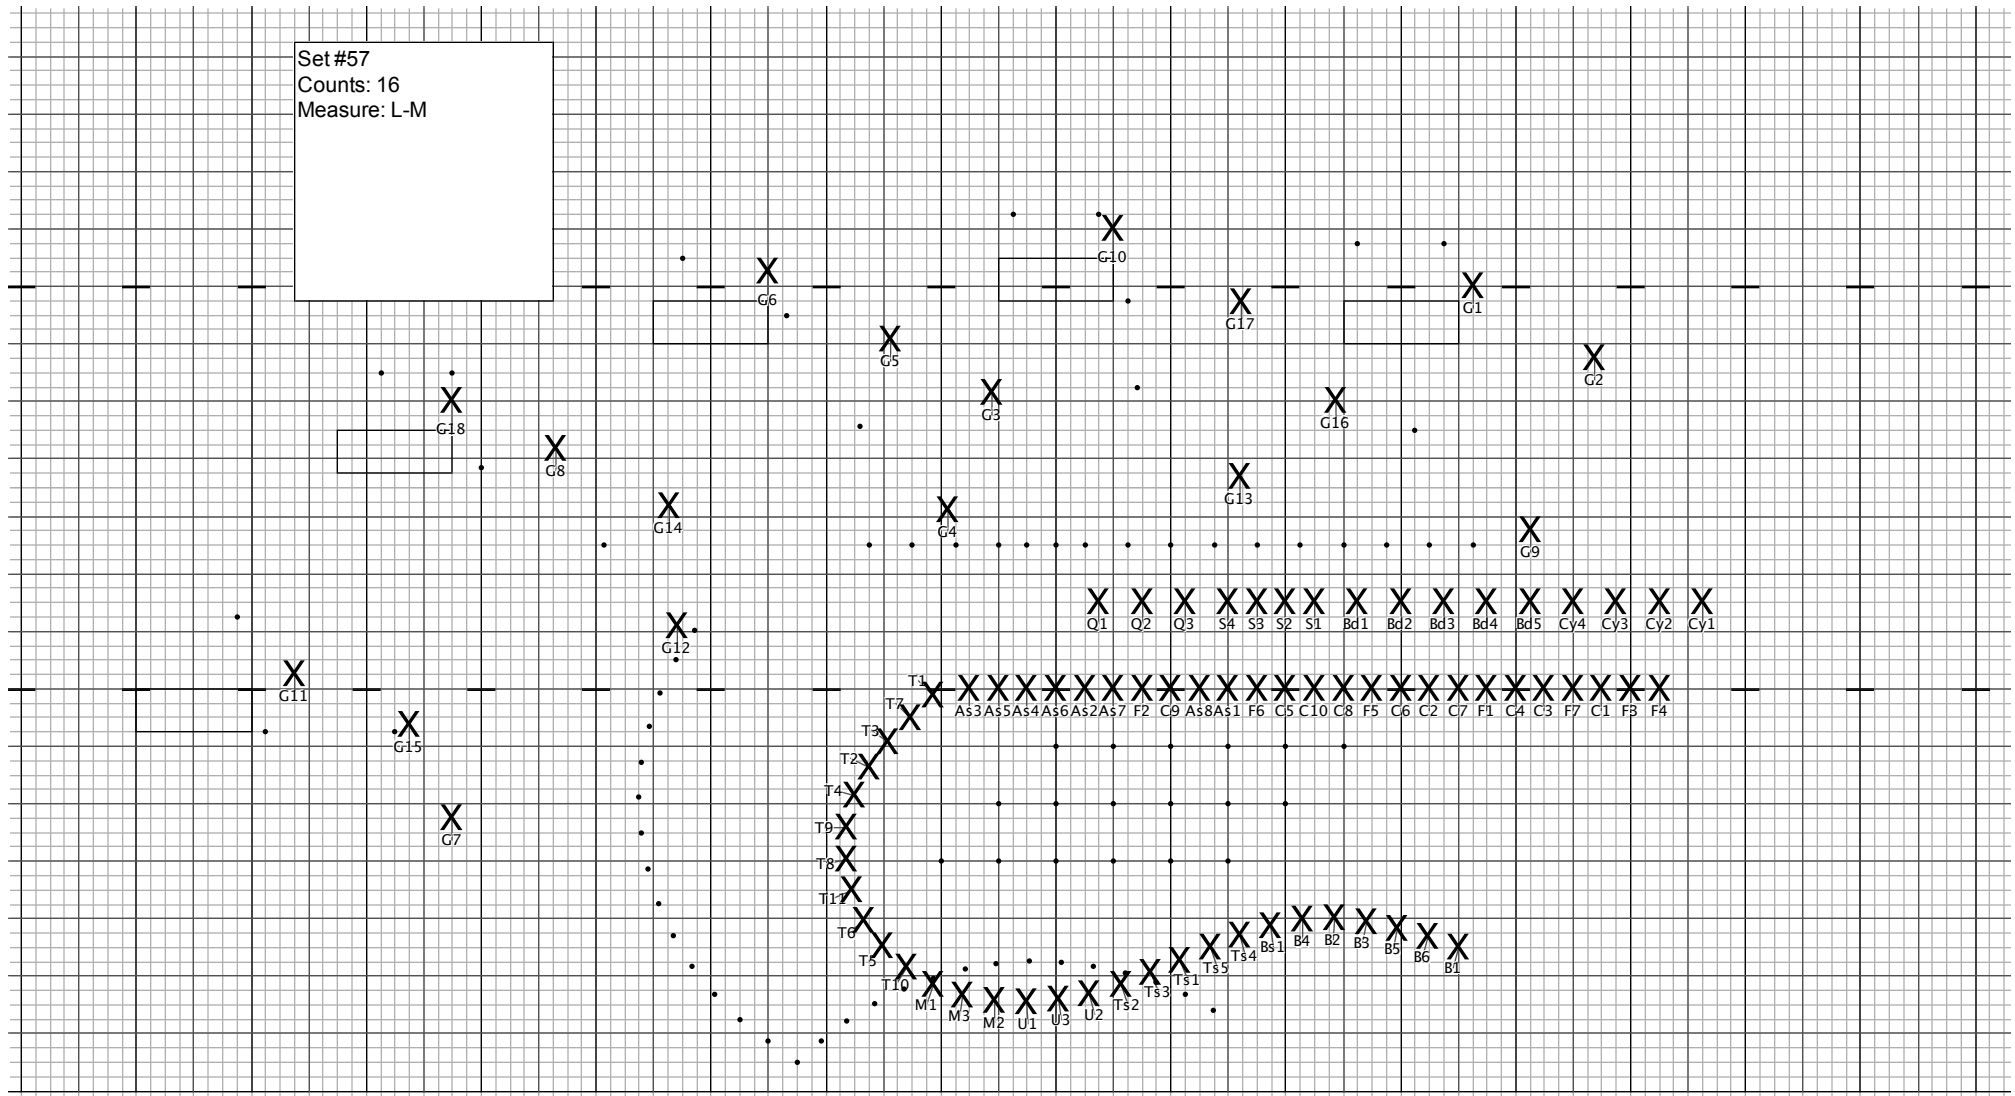 Set #57
Counts: 16
Measure: L-M
G10
G6
G1
G17
G5
G2
G3
G16
G18
G8
G13
G14
G4
G9
Q1 Q2 Q3 S4 S3 S2 S1 Bd1 Bd2 Bd3 Bd4 Bd5 Cy4 Cy3 Cy2 Cy1
G12
G11
T1
As3 As5 As4 As6 As2 As7 F2 C9 As8 As1 F6 C5 C10 C8 F5 C6 C2 C7 F1 C4 C3 F7 C1 F3 F4
T7
T3
G15
T2
T4
T9
G7
T8
T11
T6
T5
T10
M1
M3
M2
U1
U3
U2
Ts2
Ts3
Ts1
Ts5
Ts4
Bs1
B4
B2
B3
B5
B6
B1